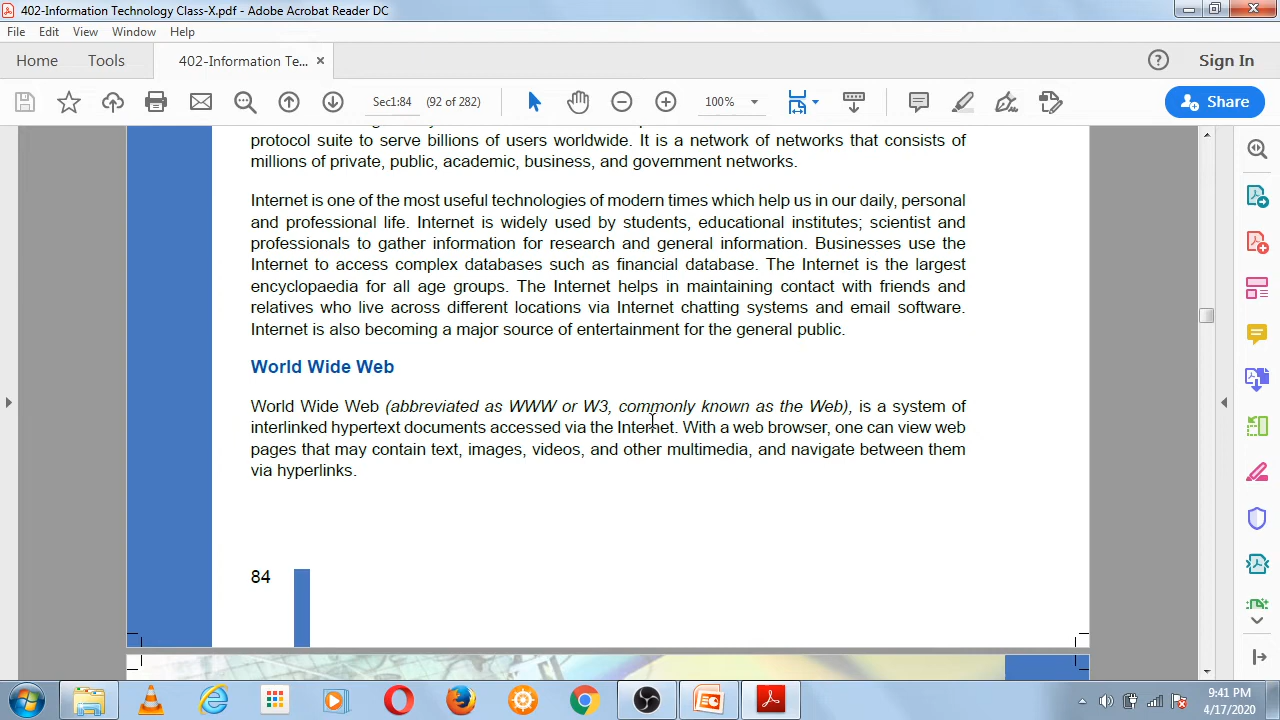 402-Information Technology Class-X.pdf - Adobe Acrobat Reader DC
File Edit View Window Help
Home Tools 402-Information Te... × Sign In
Sec1:84 (92 of 282) 100% Share
protocol suite to serve billions of users worldwide. It is a network of networks that consists of
millions of private, public, academic, business, and government networks.
Internet is one of the most useful technologies of modern times which help us in our daily, personal
and professional life. Internet is widely used by students, educational institutes; scientist and
professionals to gather information for research and general information. Businesses use the
Internet to access complex databases such as financial database. The Internet is the largest
encyclopaedia for all age groups. The Internet helps in maintaining contact with friends and
relatives who live across different locations via Internet chatting systems and email software.
Internet is also becoming a major source of entertainment for the general public.
World Wide Web
World Wide Web (abbreviated as WWW or W3, commonly known as the Web), is a system of
interlinked hypertext documents accessed via the Internet. With a web browser, one can view web
pages that may contain text, images, videos, and other multimedia, and navigate between them
via hyperlinks.
84
9:41 PM
4/17/2020